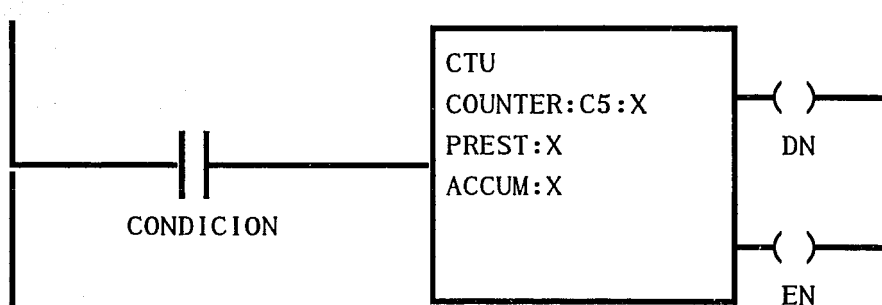 CTU
COUNTER:C5:X
PREST:X
ACCUM:X
DN
CONDICION
EN